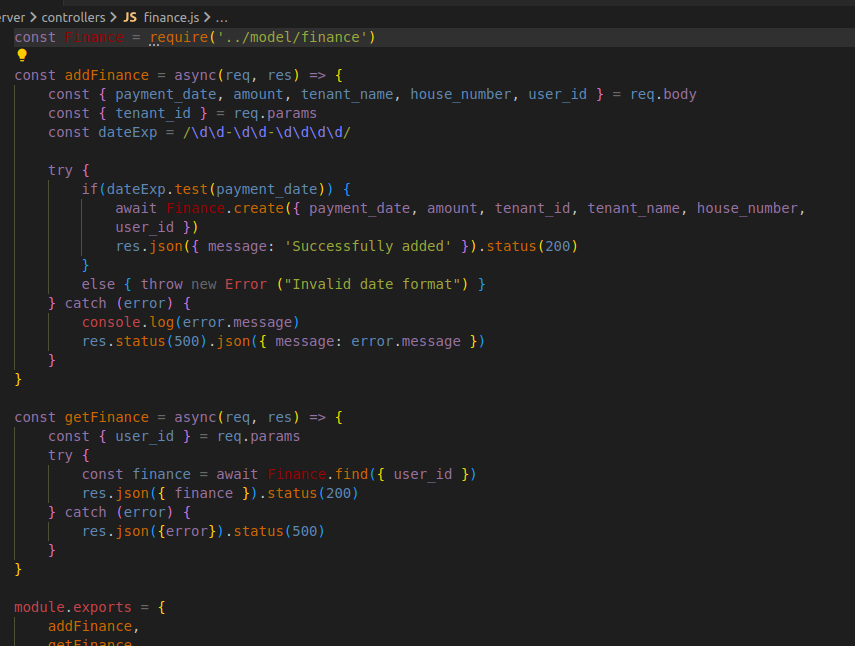 erver > controllers > JS finance.js > ...
const Finance = require('../model/finance')
const addFinance = async(req, res) => {
    const { payment_date, amount, tenant_name, house_number, user_id } = req.body
    const { tenant_id } = req.params
    const dateExp = /\d\d-\d\d-\d\d\d\d/
    try {
        if(dateExp.test(payment_date)) {
            await Finance.create({ payment_date, amount, tenant_id, tenant_name, house_number,
            user_id })
            res.json({ message: 'Successfully added' }).status(200)
        }
        else { throw new Error ("Invalid date format") }
    } catch (error) {
        console.log(error.message)
        res.status(500).json({ message: error.message })
    }
}
const getFinance = async(req, res) => {
    const { user_id } = req.params
    try {
        const finance = await Finance.find({ user_id })
        res.json({ finance }).status(200)
    } catch (error) {
        res.json({error}).status(500)
    }
}
module.exports = {
    addFinance,
    getFinance